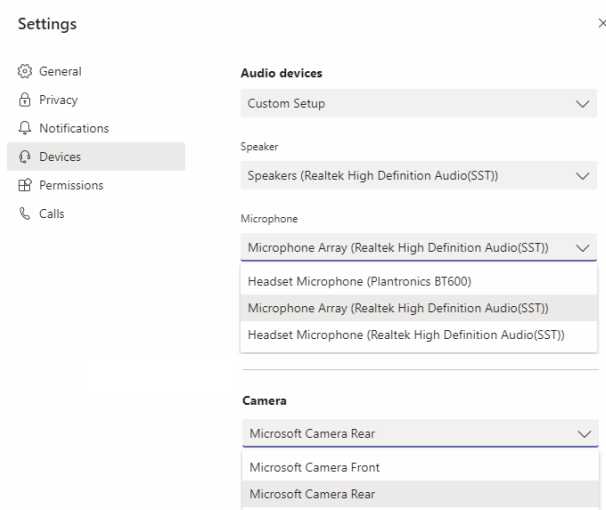 Settings
General
Privacy
Notifications
Devices
Permissions
Calls
Audio devices
Custom Setup
Speaker
Speakers (Realtek High Definition Audio(SST))
Microphone
Microphone Array (Realtek High Definition Audio(SST))
Headset Microphone (Plantronics BT600)
Microphone Array (Realtek High Definition Audio(SST))
Headset Microphone (Realtek High Definition Audio(SST))
Camera
Microsoft Camera Rear
Microsoft Camera Front
Microsoft Camera Rear